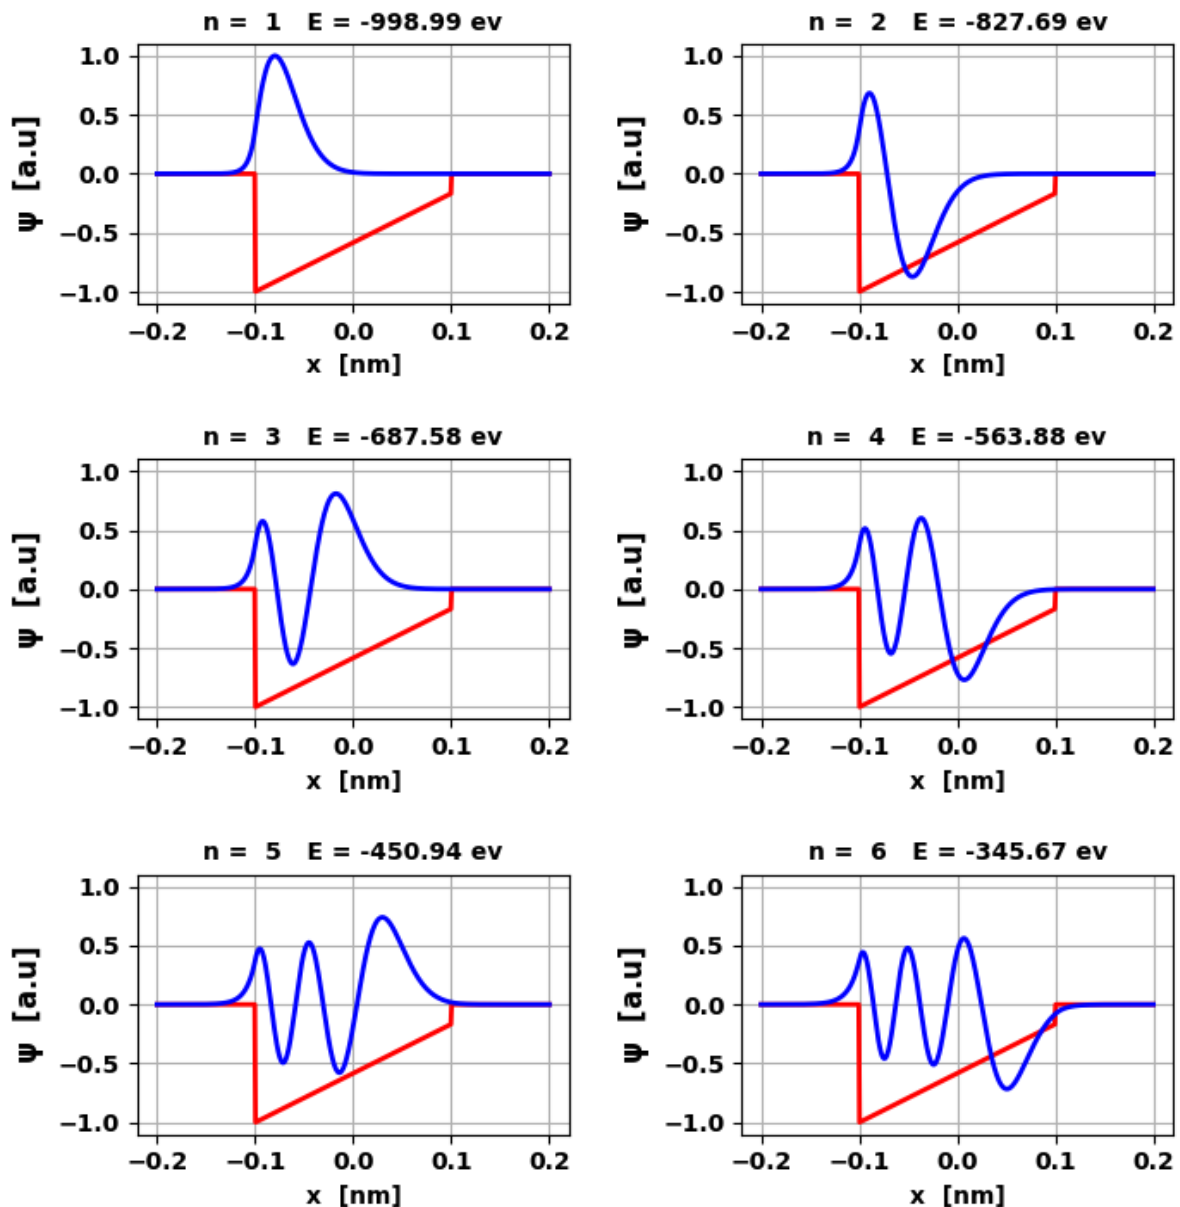 n =  1   E = -998.99 ev
1.0
0.5
0.0
−0.5
−1.0
ψ  [a.u]
−0.2 −0.1 0.0 0.1 0.2
x  [nm]
n =  2   E = -827.69 ev
1.0
0.5
0.0
−0.5
−1.0
ψ  [a.u]
−0.2 −0.1 0.0 0.1 0.2
x  [nm]
n =  3   E = -687.58 ev
1.0
0.5
0.0
−0.5
−1.0
ψ  [a.u]
−0.2 −0.1 0.0 0.1 0.2
x  [nm]
n =  4   E = -563.88 ev
1.0
0.5
0.0
−0.5
−1.0
ψ  [a.u]
−0.2 −0.1 0.0 0.1 0.2
x  [nm]
n =  5   E = -450.94 ev
1.0
0.5
0.0
−0.5
−1.0
ψ  [a.u]
−0.2 −0.1 0.0 0.1 0.2
x  [nm]
n =  6   E = -345.67 ev
1.0
0.5
0.0
−0.5
−1.0
ψ  [a.u]
−0.2 −0.1 0.0 0.1 0.2
x  [nm]